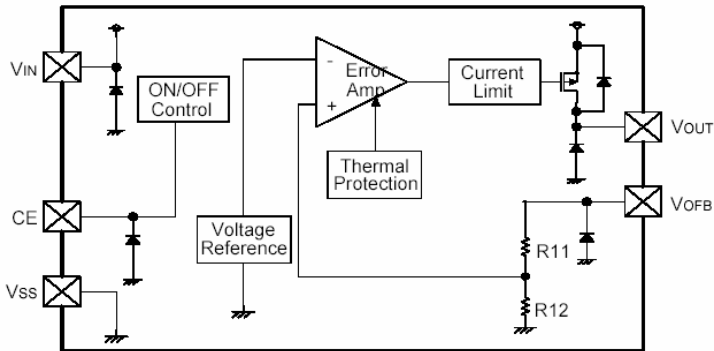 VIN
ON/OFF
Control
-
Error
Amp
+
Current
Limit
Thermal
Protection
VOUT
CE
Voltage
Reference
VOFB
R11
VSS
R12